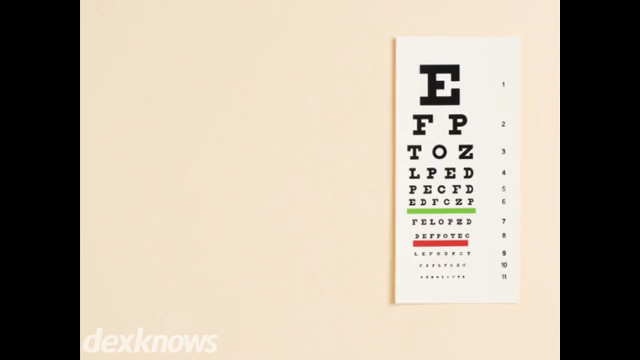 E 1
F P 2
T O Z 3
L P E D 4
P E C F D 5
E D F C Z P 6
F E L O P Z D 7
D E F P O T E C 8
L E F O D P C T 9
10
11
dexknows